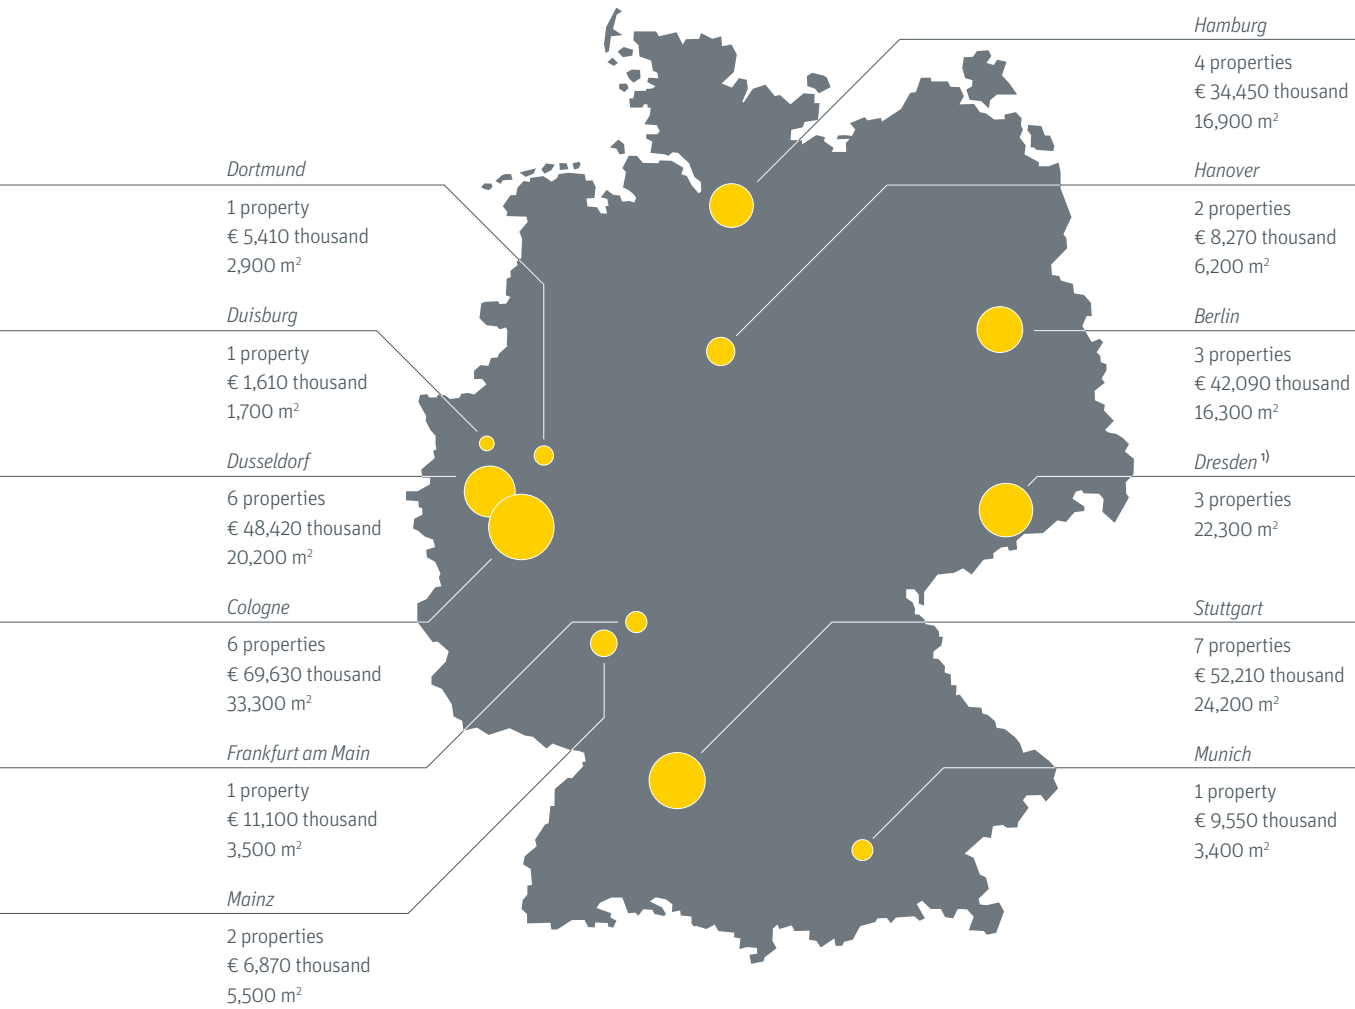 Dortmund
1 property
€ 5,410 thousand
2,900 m²
Duisburg
1 property
€ 1,610 thousand
1,700 m²
Dusseldorf
6 properties
€ 48,420 thousand
20,200 m²
Cologne
6 properties
€ 69,630 thousand
33,300 m²
Frankfurt am Main
1 property
€ 11,100 thousand
3,500 m²
Mainz
2 properties
€ 6,870 thousand
5,500 m²
Hamburg
4 properties
€ 34,450 thousand
16,900 m²
Hanover
2 properties
€ 8,270 thousand
6,200 m²
Berlin
3 properties
€ 42,090 thousand
16,300 m²
Dresden ¹⁾
3 properties
22,300 m²
Stuttgart
7 properties
€ 52,210 thousand
24,200 m²
Munich
1 property
€ 9,550 thousand
3,400 m²